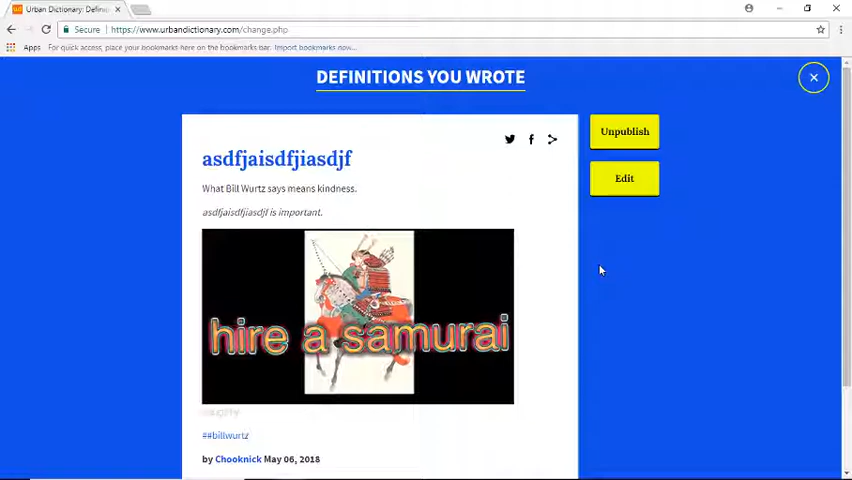 Urban Dictionary: Defini
Secure
https://www.urbandictionary.com/change.php
Apps
For quick access, place your bookmarks here on the bookmarks bar. Import bookmarks now...
DEFINITIONS YOU WROTE
Unpublish
Edit
asdfjaisdfjiasdjf
What Bill Wurtz says means kindness.
asdfjaisdfjiasdjf is important.
hire a samurai
##billwurtz
by Chooknick May 06, 2018